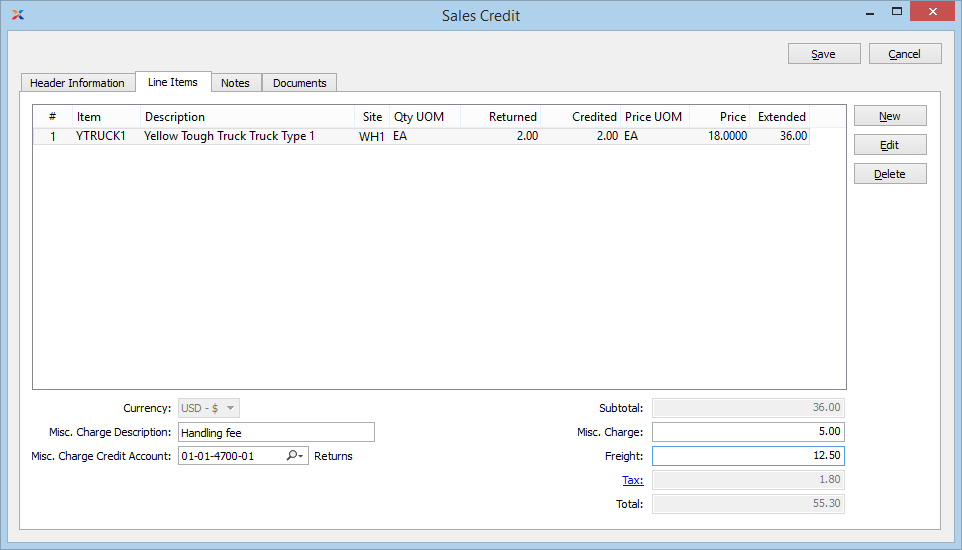 Sales Credit
Save Cancel
Header Information Line Items Notes Documents
# Item Description Site Qty UOM Returned Credited Price UOM Price Extended
1 YTRUCK1 Yellow Tough Truck Truck Type 1 WH1 EA 2.00 2.00 EA 18.0000 36.00
New
Edit
Delete
Currency: USD - $ Subtotal: 36.00
Misc. Charge Description: Handling fee Misc. Charge: 5.00
Misc. Charge Credit Account: 01-01-4700-01 Returns Freight: 12.50
Tax: 1.80
Total: 55.30